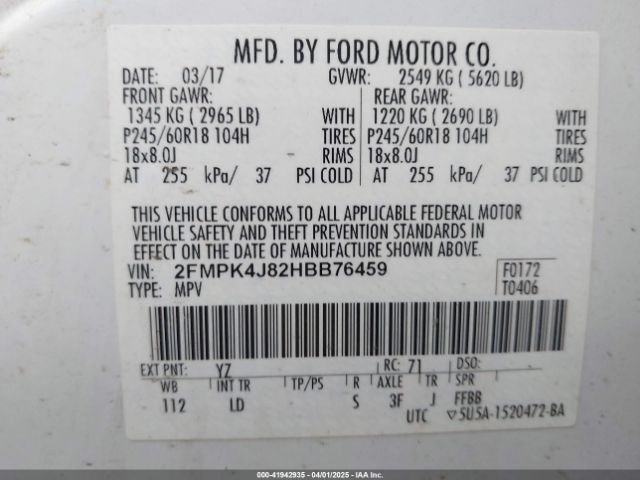 MFD. BY FORD MOTOR CO.
DATE: 03/17 GVWR: 2549 KG ( 5620 LB)
FRONT GAWR: REAR GAWR:
1345 KG ( 2965 LB) WITH 1220 KG ( 2690 LB) WITH
P245/60R18 104H TIRES P245/60R18 104H TIRES
18x8.0J RIMS 18x8.0J RIMS
AT 255 kPa/ 37 PSI COLD AT 255 kPa/ 37 PSI COLD
THIS VEHICLE CONFORMS TO ALL APPLICABLE FEDERAL MOTOR
VEHICLE SAFETY AND THEFT PREVENTION STANDARDS IN
EFFECT ON THE DATE OF MANUFACTURE SHOWN ABOVE.
VIN: 2FMPK4J82HBB76459 F0172
TYPE: MPV T0406
EXT PNT: YZ RC: 71 DSO:
WB INT TR TP/PS R AXLE TR SPR
112 LD S 3F J FFBB
UTC ▽5U5A-1520472-BA
000-41942935 - 04/01/2025 - IAAI.com